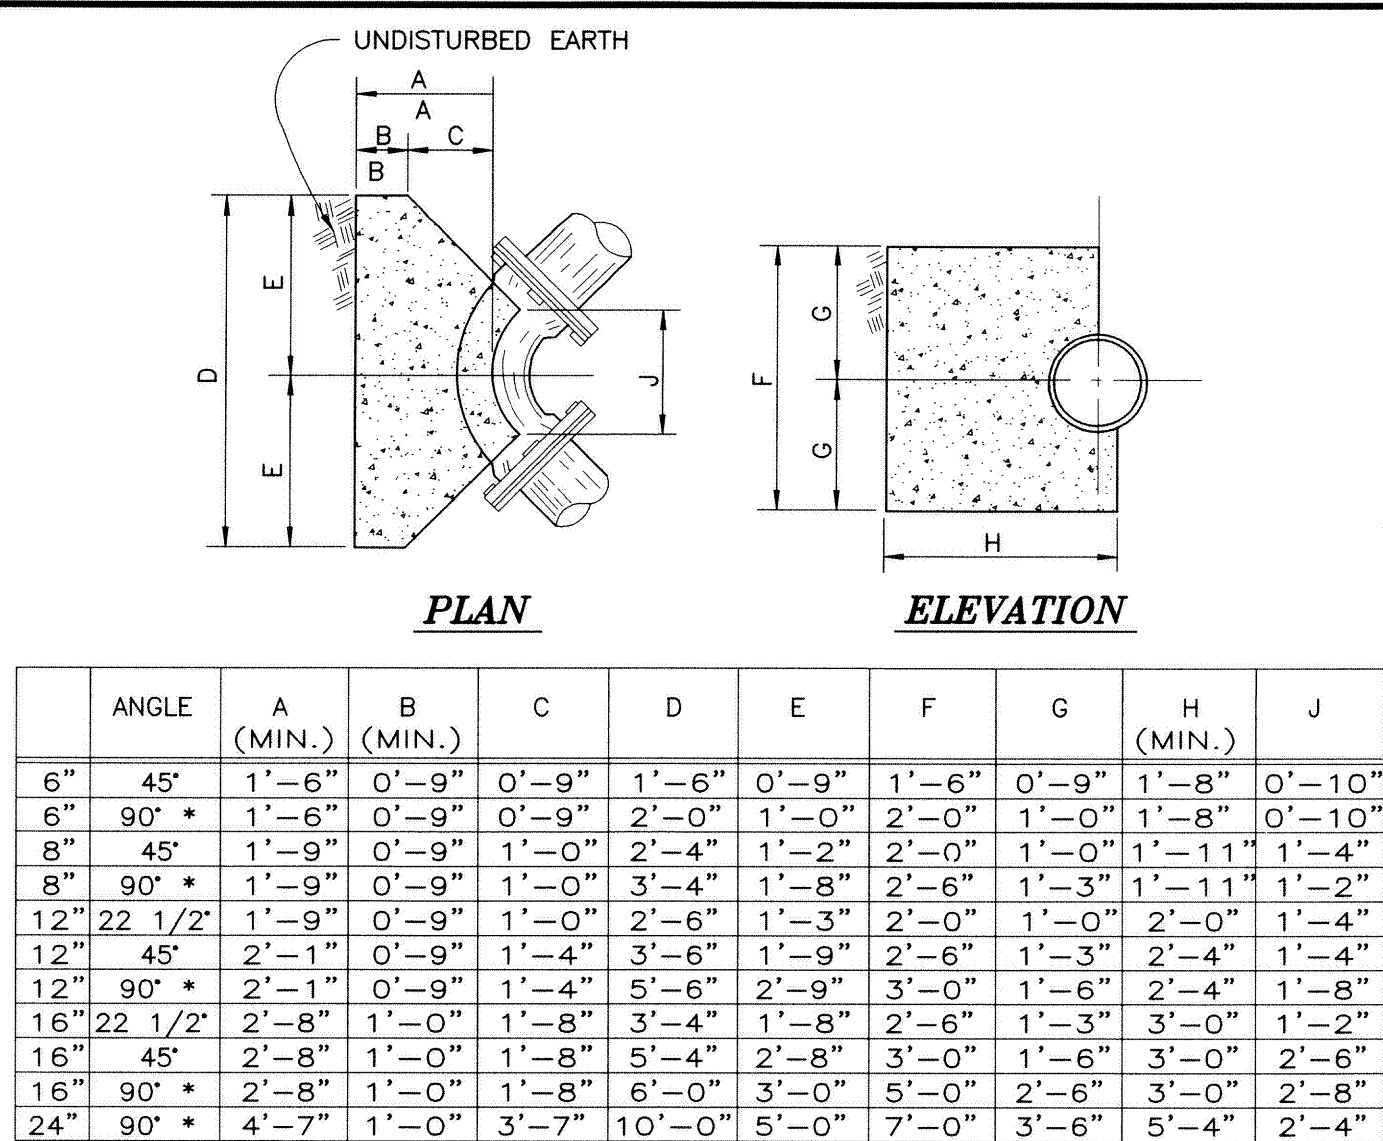 UNDISTURBED EARTH
A
A
B C
B
E
D
J
E
G
F
G
H
PLAN ELEVATION
ANGLE A (MIN.) B (MIN.) C D E F G H (MIN.) J
6" 45° 1'-6" 0'-9" 0'-9" 1'-6" 0'-9" 1'-6" 0'-9" 1'-8" 0'-10"
6" 90° * 1'-6" 0'-9" 0'-9" 2'-0" 1'-0" 2'-0" 1'-0" 1'-8" 0'-10"
8" 45° 1'-9" 0'-9" 1'-0" 2'-4" 1'-2" 2'-0" 1'-0" 1'-11" 1'-4"
8" 90° * 1'-9" 0'-9" 1'-0" 3'-4" 1'-8" 2'-6" 1'-3" 1'-11" 1'-2"
12" 22 1/2° 1'-9" 0'-9" 1'-0" 2'-6" 1'-3" 2'-0" 1'-0" 2'-0" 1'-4"
12" 45° 2'-1" 0'-9" 1'-4" 3'-6" 1'-9" 2'-6" 1'-3" 2'-4" 1'-4"
12" 90° * 2'-1" 0'-9" 1'-4" 5'-6" 2'-9" 3'-0" 1'-6" 2'-4" 1'-8"
16" 22 1/2° 2'-8" 1'-0" 1'-8" 3'-4" 1'-8" 2'-6" 1'-3" 3'-0" 1'-2"
16" 45° 2'-8" 1'-0" 1'-8" 5'-4" 2'-8" 3'-0" 1'-6" 3'-0" 2'-6"
16" 90° * 2'-8" 1'-0" 1'-8" 6'-0" 3'-0" 5'-0" 2'-6" 3'-0" 2'-8"
24" 90° * 4'-7" 1'-0" 3'-7" 10'-0" 5'-0" 7'-0" 3'-6" 5'-4" 2'-4"